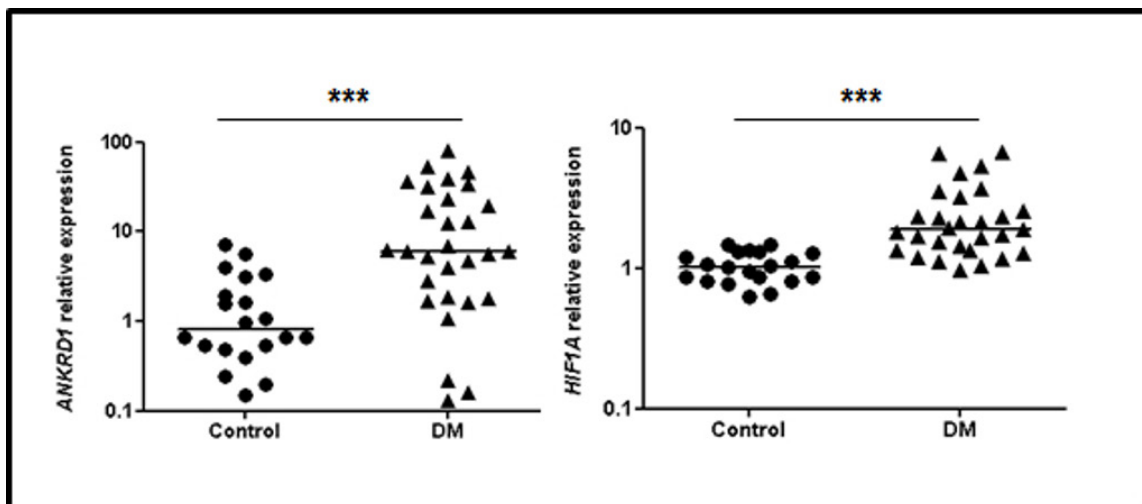 ***
ANKRD1 relative expression
100
10
1
0.1
Control
DM
***
HIF1A relative expression
10
1
0.1
Control
DM